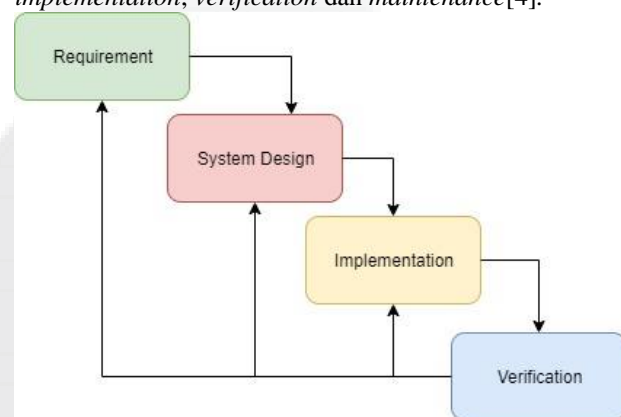 implementation, verification dan maintenance[4].
Requirement
System Design
Implementation
Verification